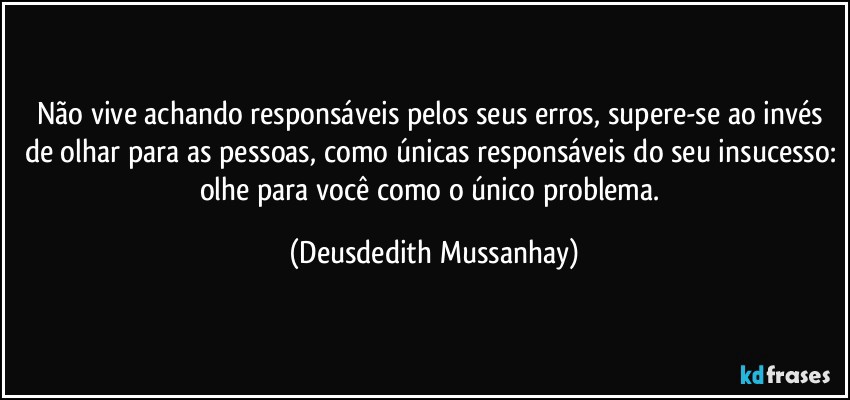 Não vive achando responsáveis pelos seus erros, supere-se ao invés
de olhar para as pessoas, como únicas responsáveis do seu insucesso:
olhe para você como o único problema.
(Deusdedith Mussanhay)
kdfrases